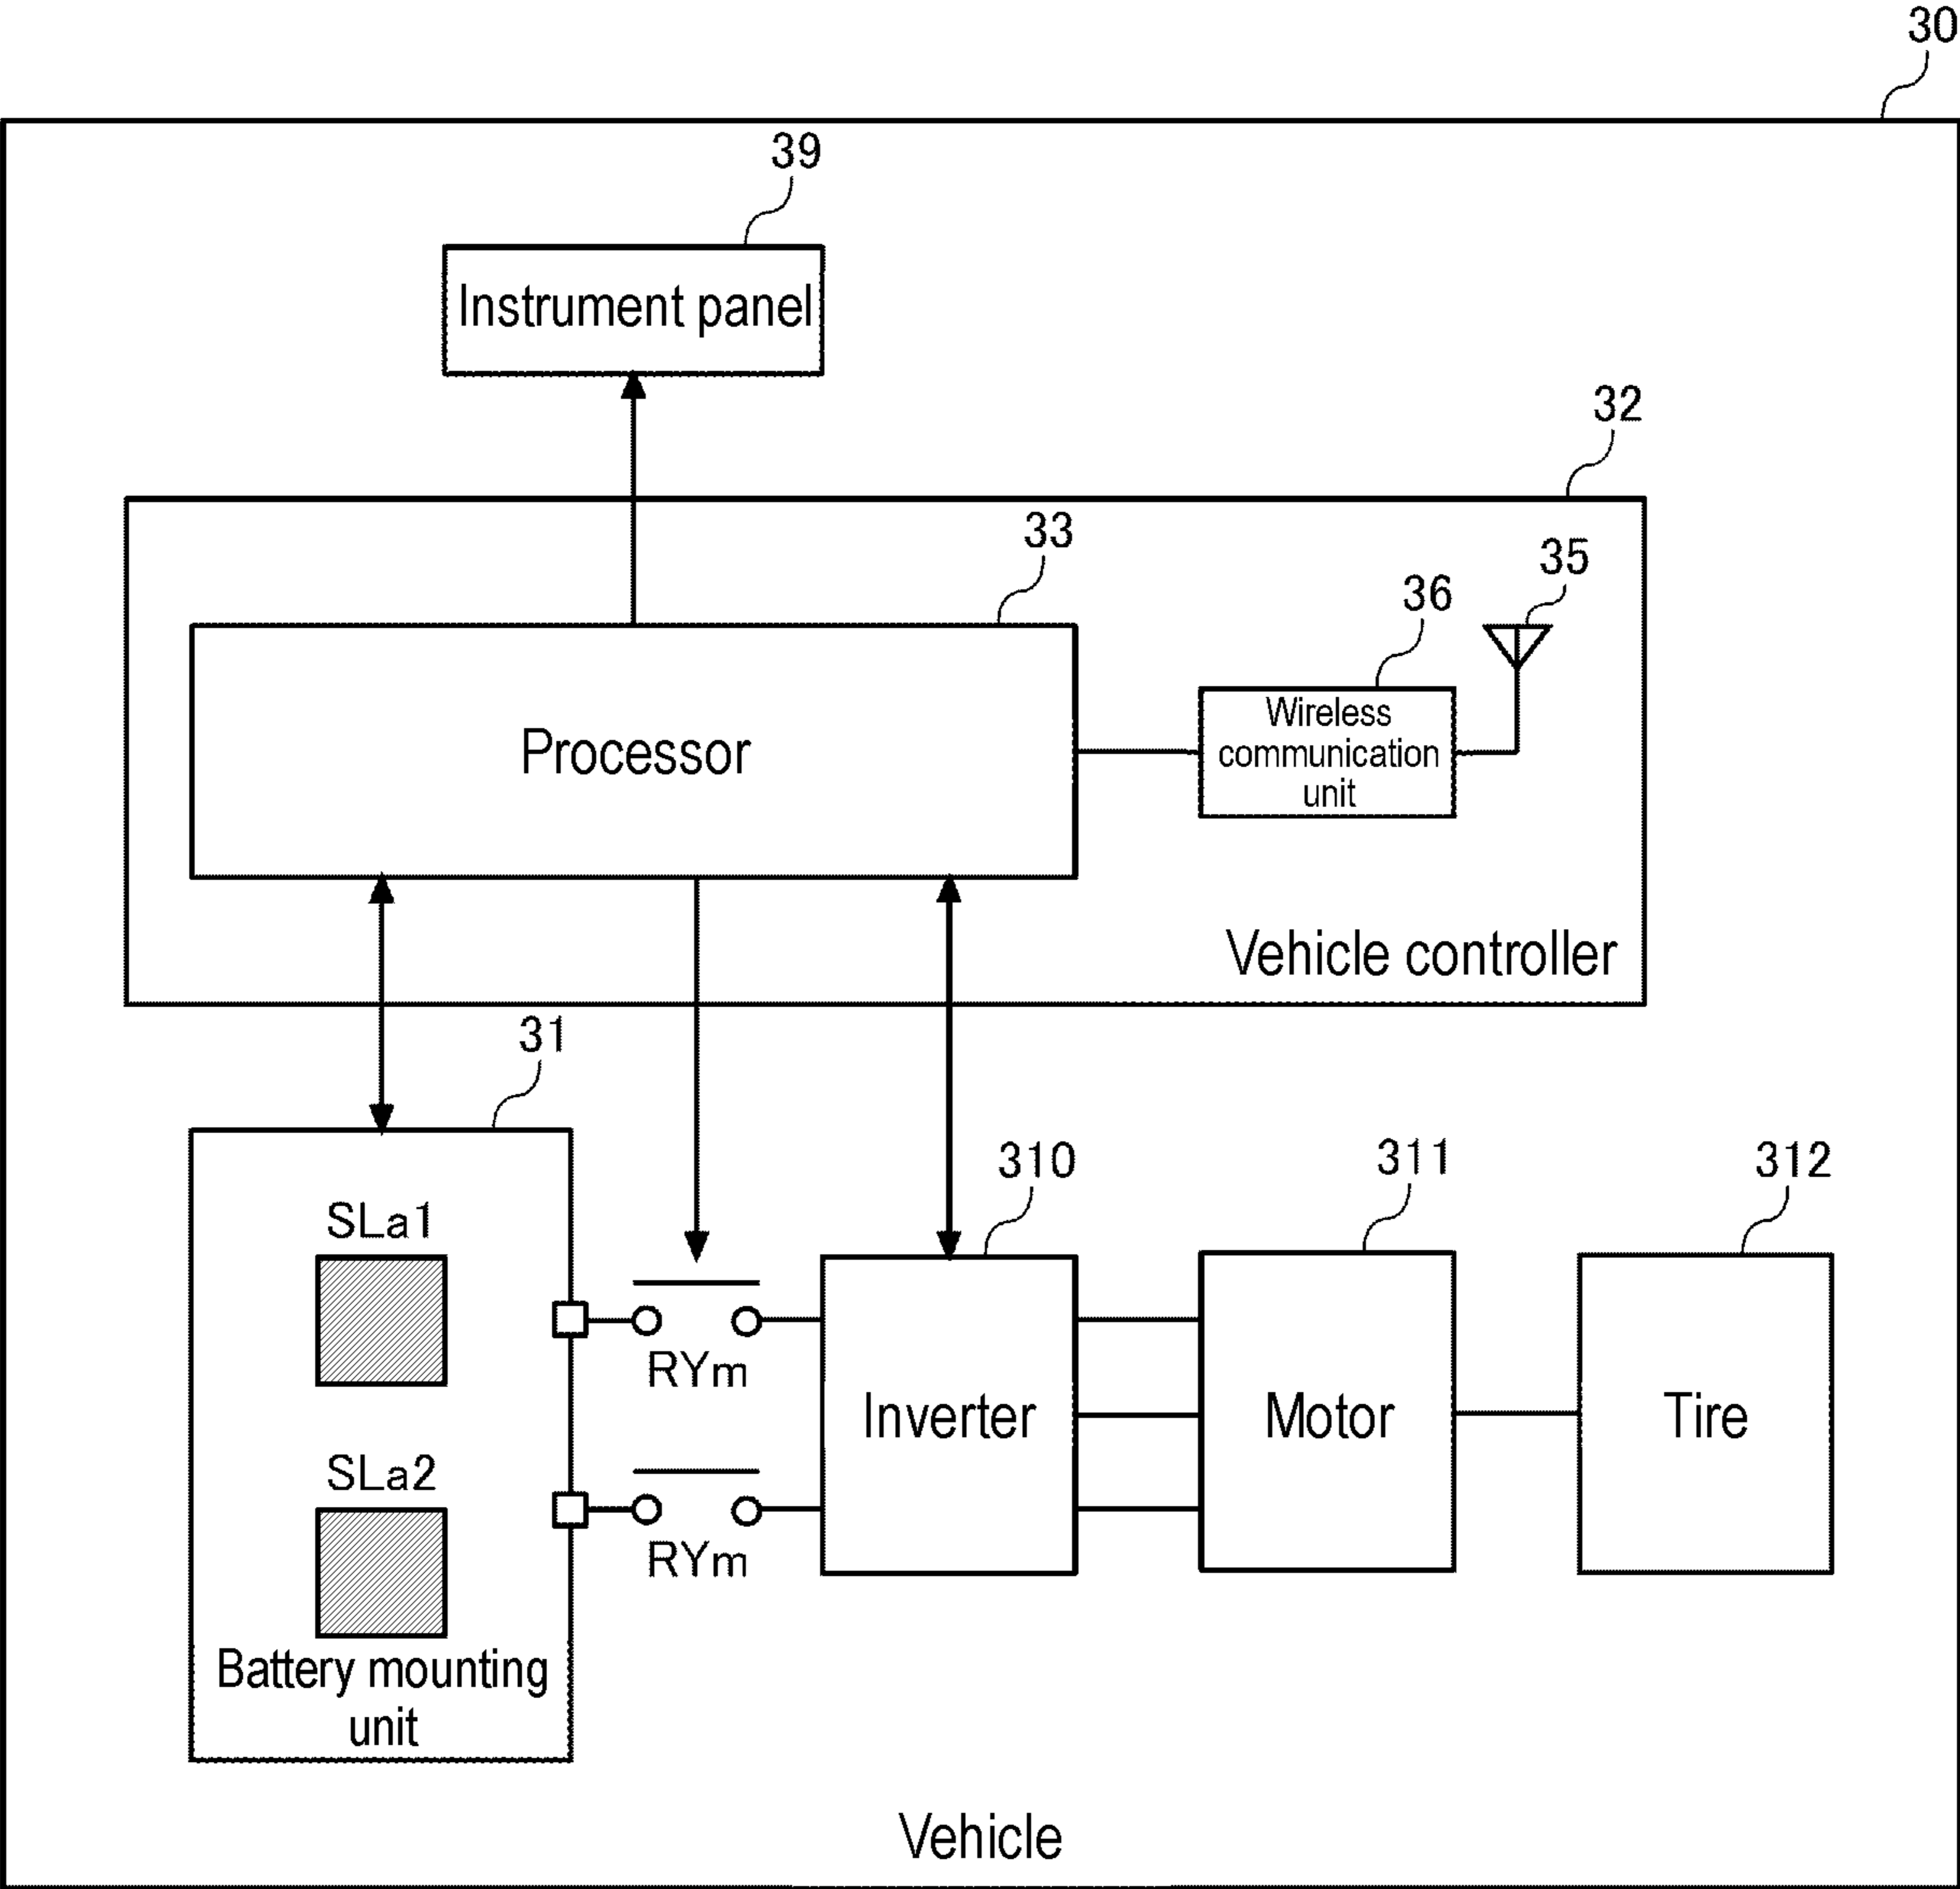 30
39
Instrument panel
32
33
35
36
Processor
Wireless
communication
unit
Vehicle controller
31
310
311
312
SLa1
RYm
Inverter
Motor
Tire
SLa2
RYm
Battery mounting
unit
Vehicle